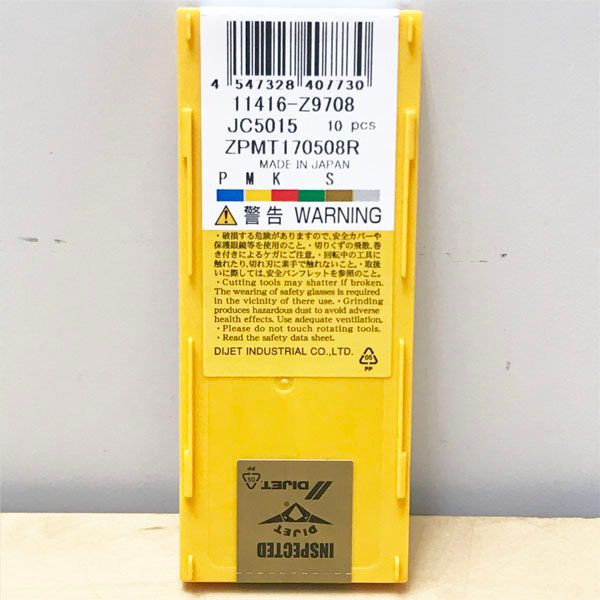 4 547328 407730
11416-Z9708
JC5015 10 pcs
ZPMT170508R
MADE IN JAPAN
P M K S
警告 WARNING
・破損する危険がありますので、安全カバーや
保護眼鏡等を使用のこと。・切りくずの飛散、巻
き付きによるケガにご注意。・回転中の工具に
触れたり、切れ刃に素手で触れないこと。・取扱
いに際しては、安全パンフレットを参照のこと。
・Cutting tools may shatter if broken.
The wearing of safety glasses is required
in the vicinity of there use. ・Grinding
produces hazardous dust to avoid adverse
health effects. Use adequate ventilation.
・Please do not touch rotating tools.
・Read the safety data sheet.
DIJET INDUSTRIAL CO.,LTD.
05
PP
INSPECTED
DIJET
DIJET
05
PP